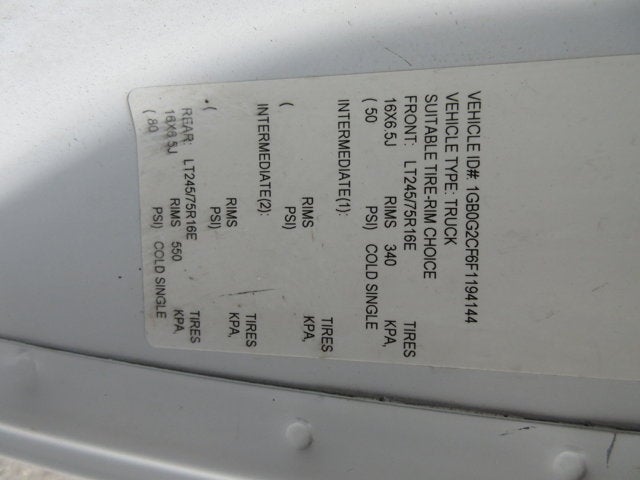 VEHICLE ID#: 1GB0G2CF6F1194144
VEHICLE TYPE: TRUCK
SUITABLE TIRE-RIM CHOICE
FRONT: LT245/75R16E TIRES
16X6.5J RIMS 340 KPA,
( 50 PSI) COLD SINGLE
INTERMEDIATE(1):
TIRES
( RIMS KPA,
PSI)
INTERMEDIATE(2):
TIRES
( RIMS KPA,
PSI)
REAR: LT245/75R16E TIRES
16X6.5J RIMS 550 KPA,
( 80 PSI) COLD SINGLE